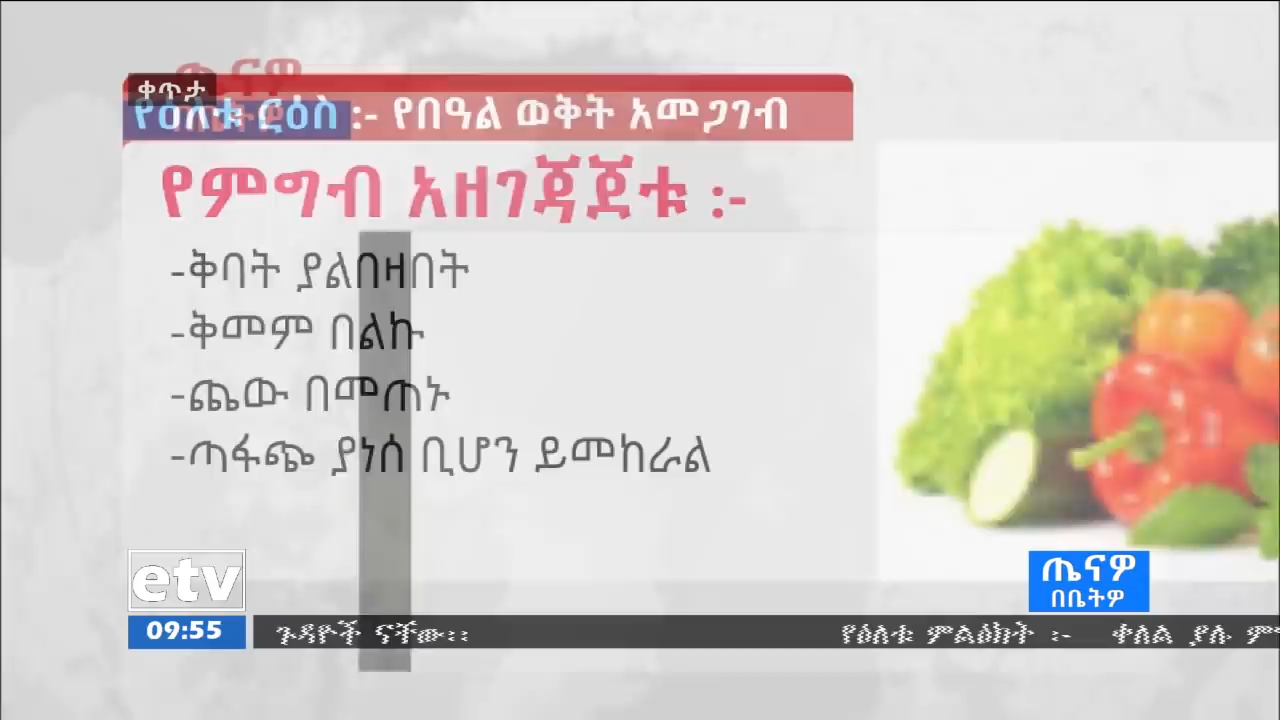 ቀጥታ
የዕለቱ ርዕስ :- የበዓል ወቅት አመጋገብ
የምግብ አዘገጃጀቱ :-
-ቅባት ያልበዛበት
-ቅመም በልኩ
-ጨው በመጠኑ
-ጣፋጭ ያነሰ ቢሆን ይመከራል
etv
ጤናዎ
በቤትዎ
09:55
ጉዳዮች ናቸው፡፡ የዕለቱ ምልዕክት :- ቀለል ያሉ